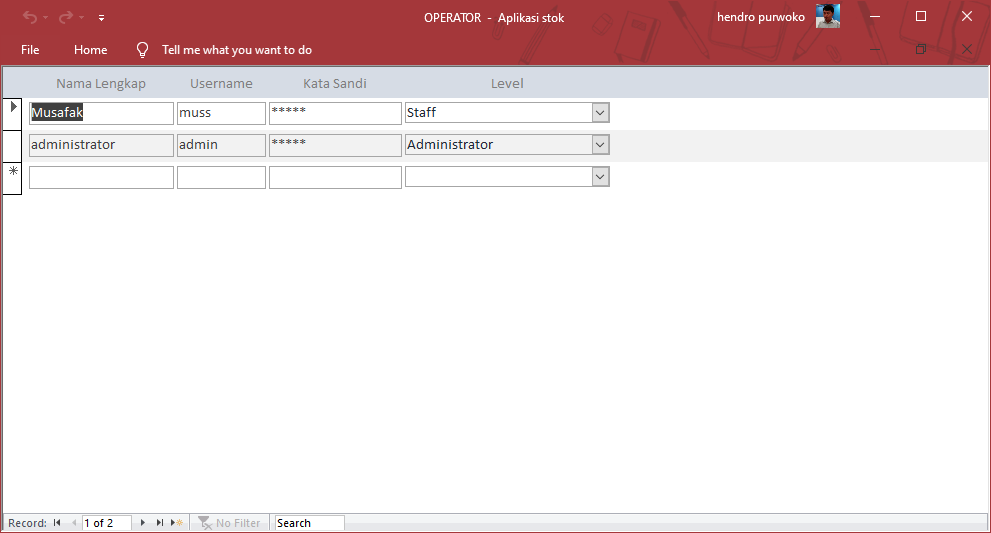 OPERATOR - Aplikasi stok
hendro purwoko
File Home Tell me what you want to do
Nama Lengkap Username Kata Sandi Level
Musafak muss ***** Staff
administrator admin ***** Administrator
Record: 1 of 2 No Filter Search